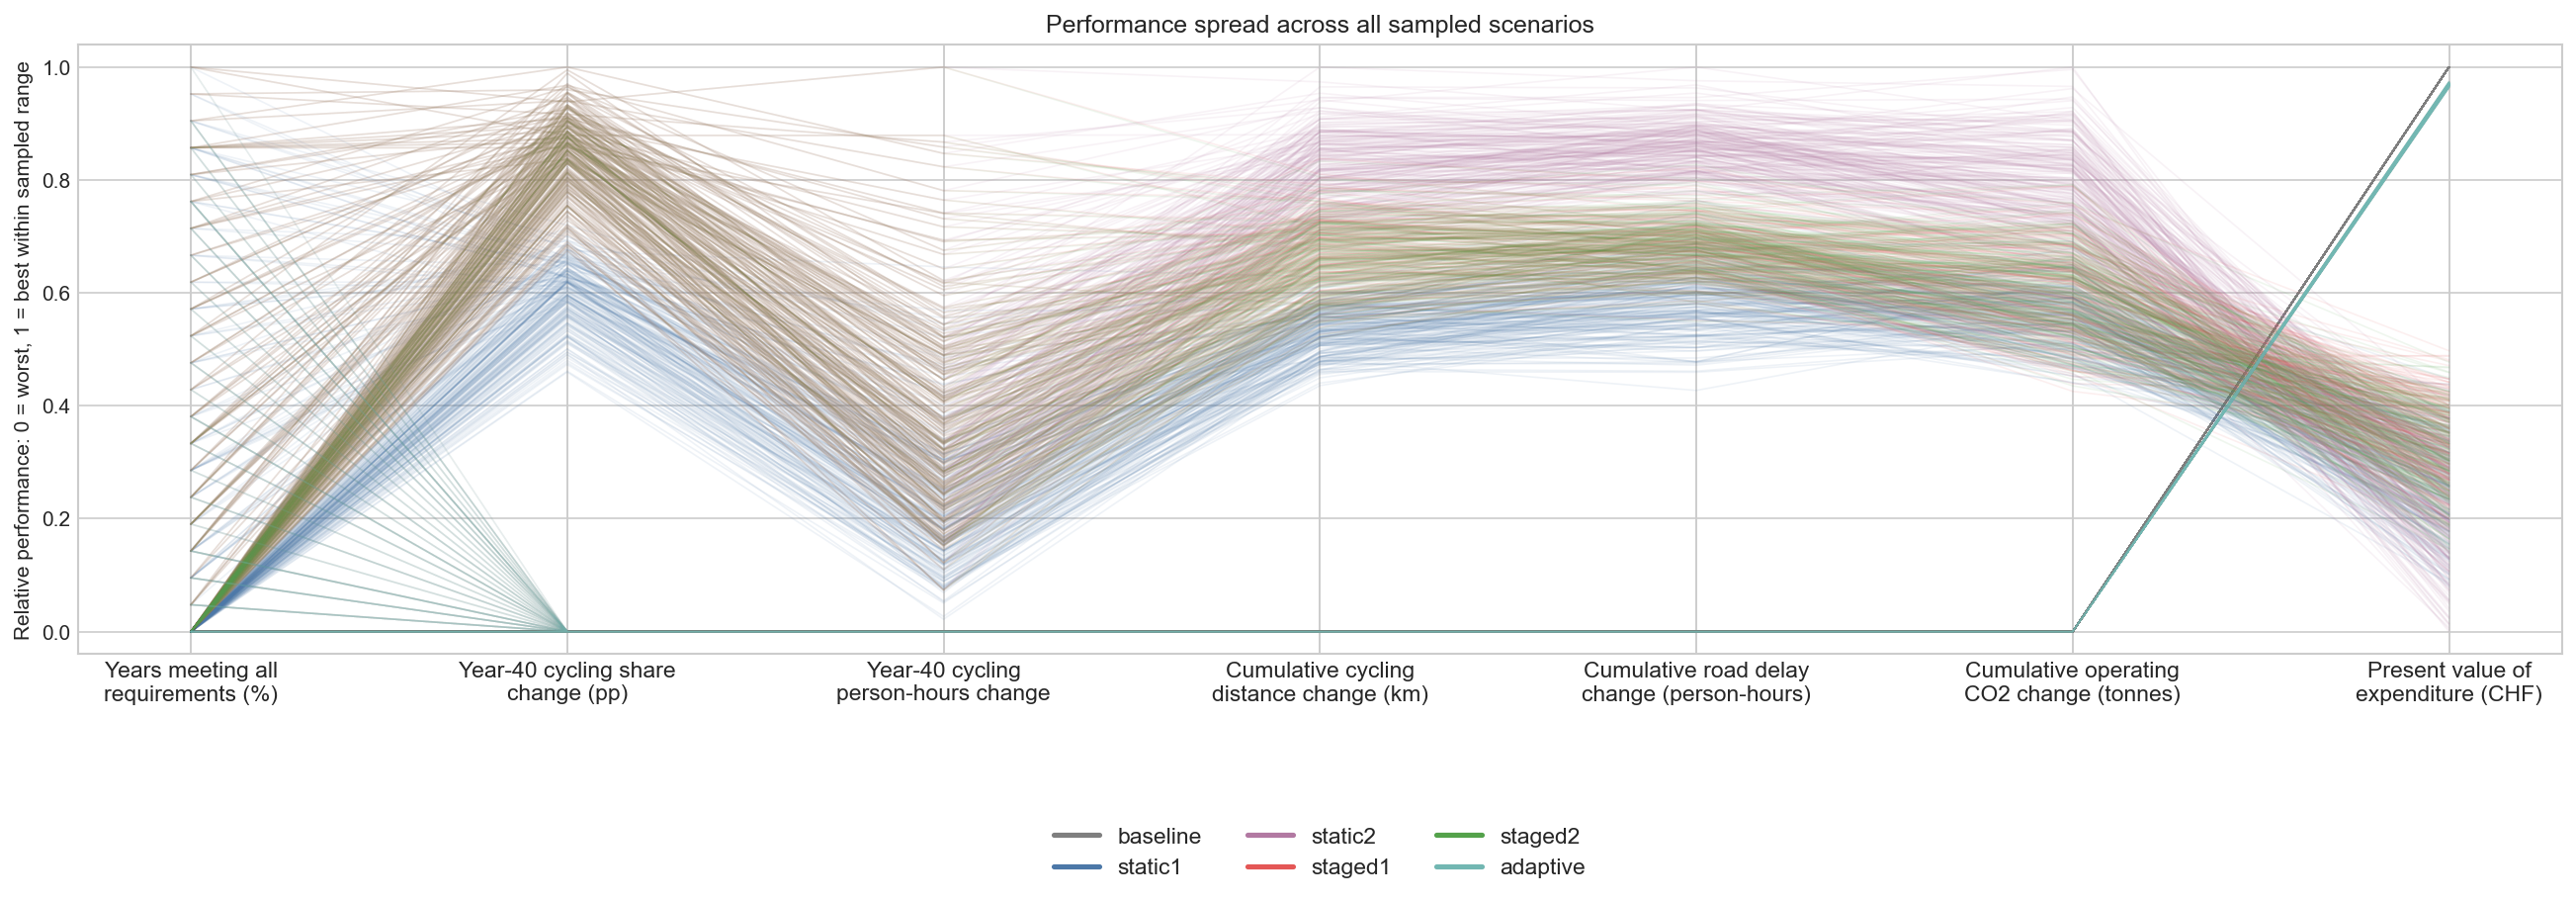 Performance spread across all sampled scenarios
Relative performance: 0 = worst, 1 = best within sampled range
1.0
0.8
0.6
0.4
0.2
0.0
Years meeting all
requirements (%)
Year-40 cycling share
change (pp)
Year-40 cycling
person-hours change
Cumulative cycling
distance change (km)
Cumulative road delay
change (person-hours)
Cumulative operating
CO2 change (tonnes)
Present value of
expenditure (CHF)
baseline
static1
static2
staged1
staged2
adaptive